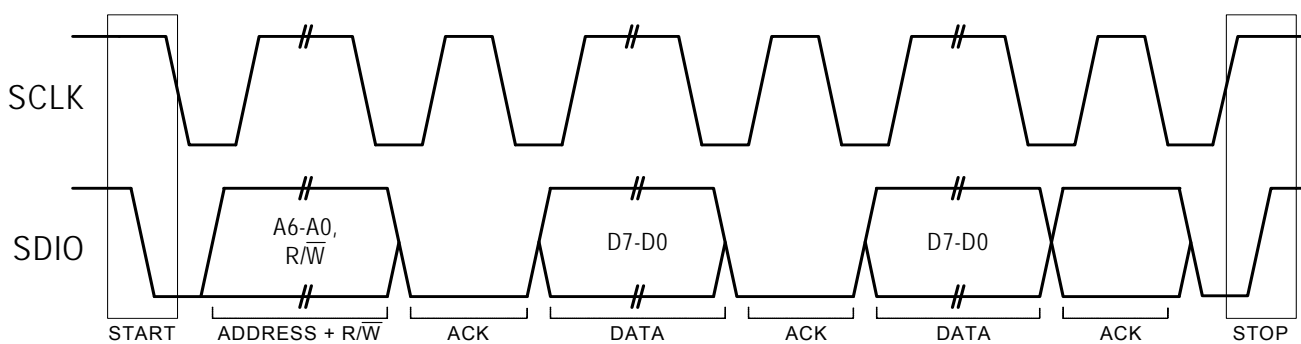 SCLK
SDIO
A6-A0,
R/W̅
D7-D0
D7-D0
START
ADDRESS + R/W̅
ACK
DATA
ACK
DATA
ACK
STOP